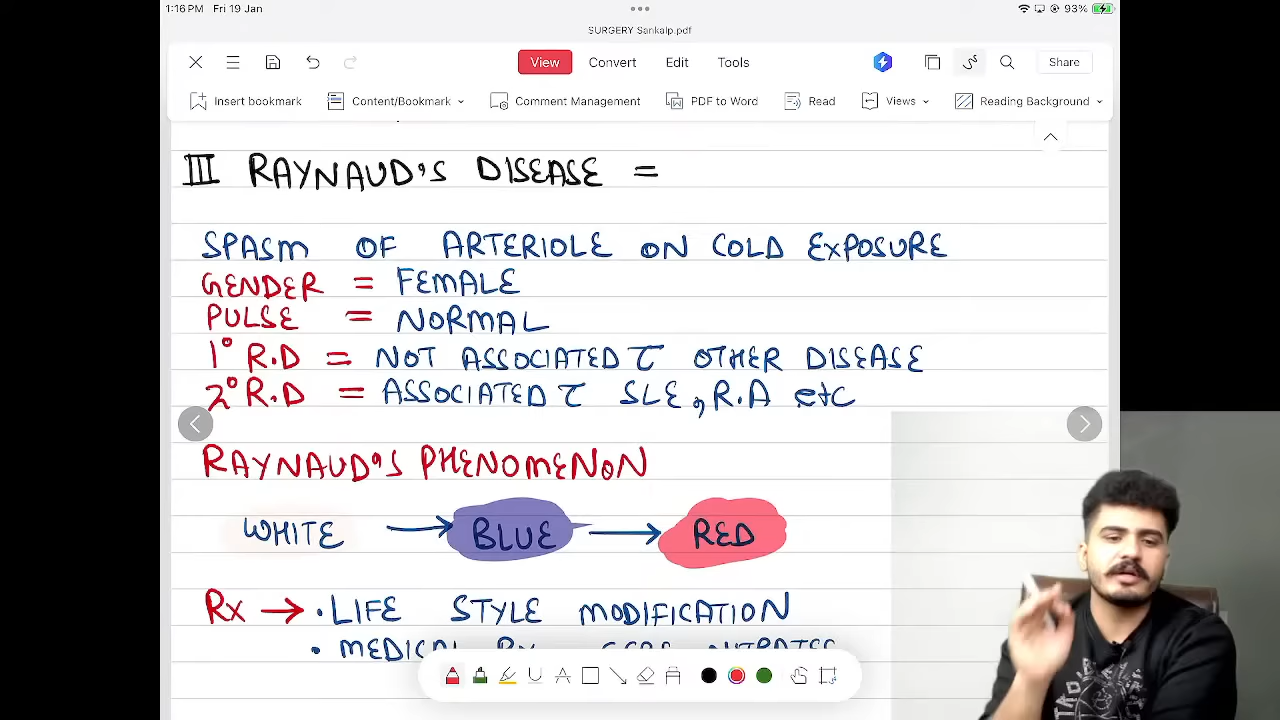 1:16 PM Fri 19 Jan
93%
SURGERY Sankalp.pdf
View Convert Edit Tools Share
Insert bookmark Content/Bookmark Comment Management PDF to Word Read Views Reading Background
III RAYNAUD'S DISEASE =
SPASM OF ARTERIOLE ON COLD EXPOSURE
GENDER = FEMALE
PULSE = NORMAL
1° R.D = NOT ASSOCIATED T OTHER DISEASE
2° R.D = ASSOCIATED T SLE, R.A etc
RAYNAUD'S PHENOMENON
WHITE → BLUE → RED
Rx → • LIFE STYLE MODIFICATION
• MEDICAL Rx